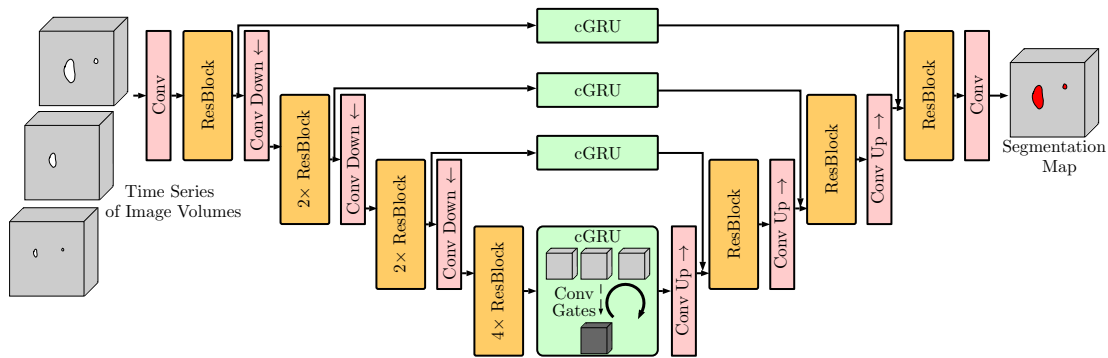 Time Series
of Image Volumes
Conv
ResBlock
Conv Down ←
2× ResBlock
Conv Down ←
2× ResBlock
Conv Down ←
4× ResBlock
cGRU
cGRU
cGRU
cGRU
Conv
Gates
Conv Up →
ResBlock
Conv Up →
ResBlock
Conv Up →
ResBlock
Conv
Segmentation
Map